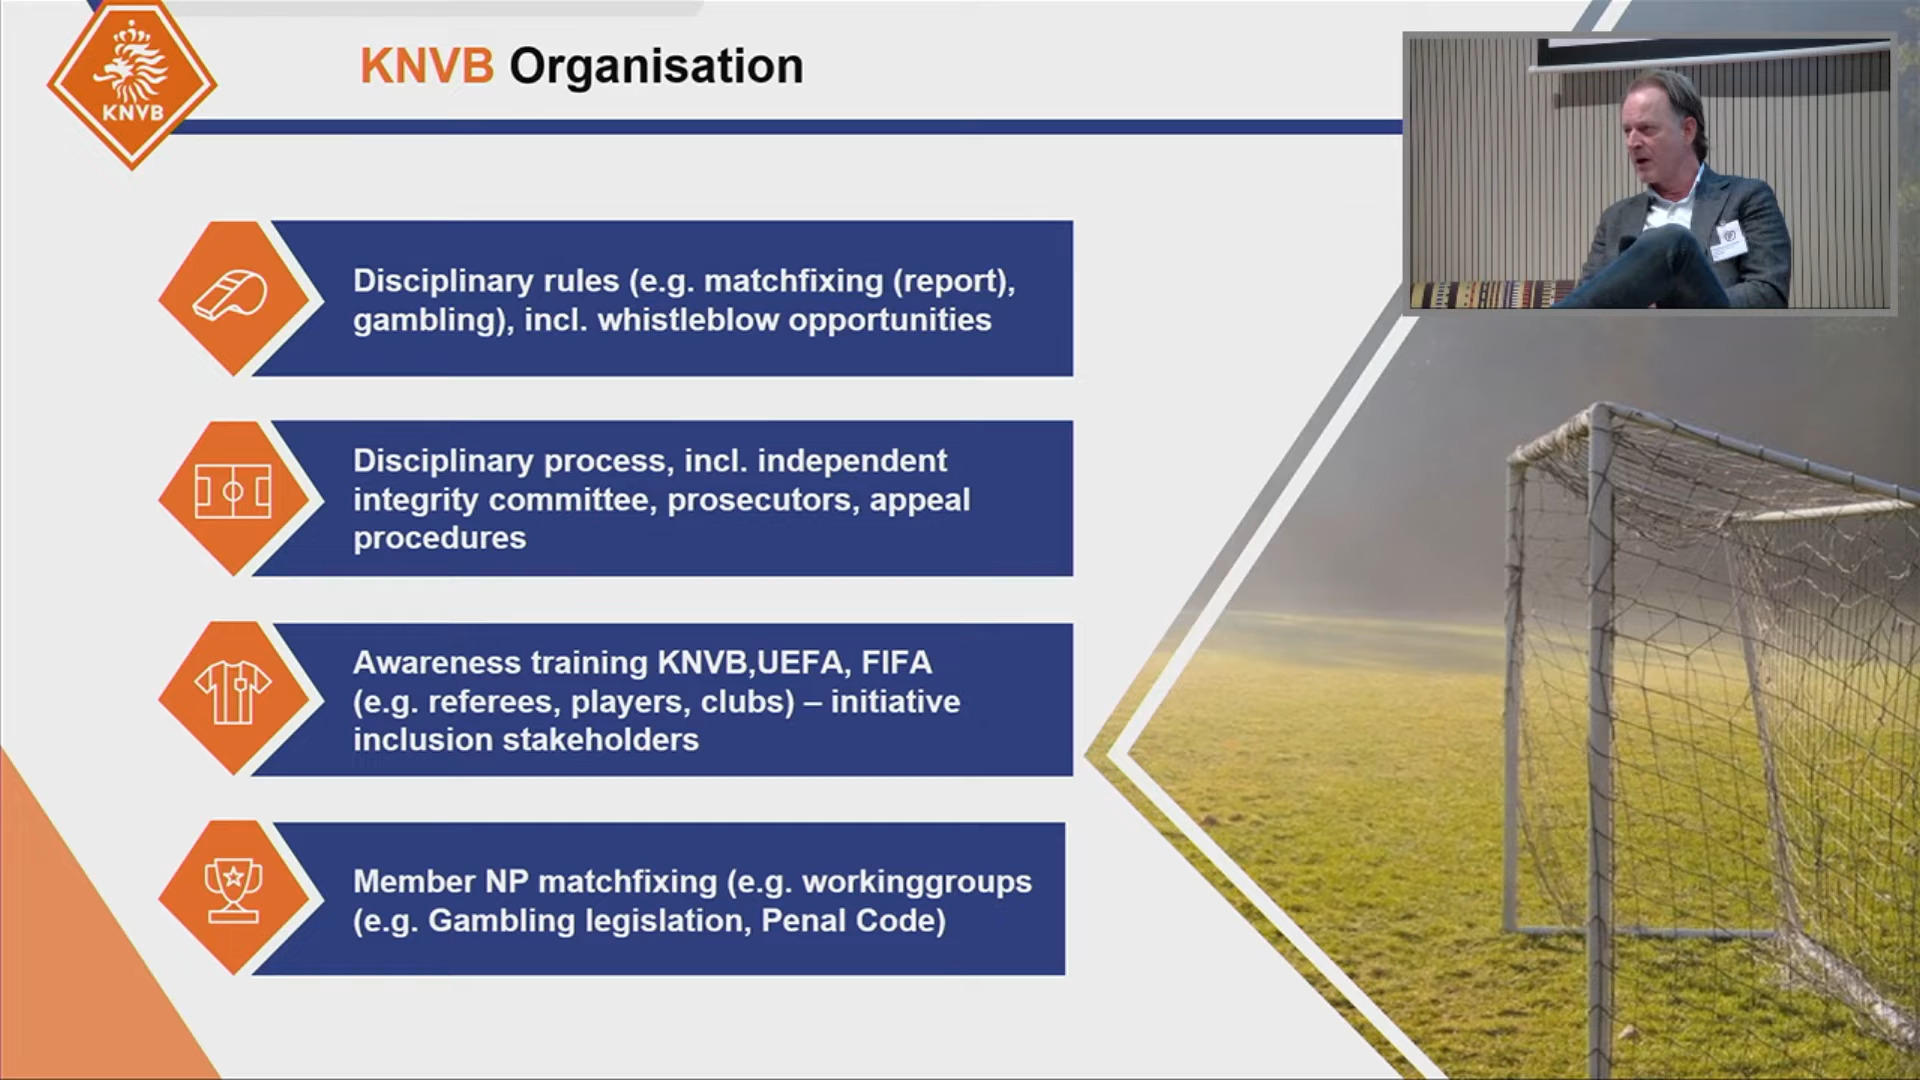 KNVB
KNVB Organisation
Disciplinary rules (e.g. matchfixing (report),
gambling), incl. whistleblow opportunities
Disciplinary process, incl. independent
integrity committee, prosecutors, appeal
procedures
Awareness training KNVB,UEFA, FIFA
(e.g. referees, players, clubs) – initiative
inclusion stakeholders
Member NP matchfixing (e.g. workinggroups
(e.g. Gambling legislation, Penal Code)